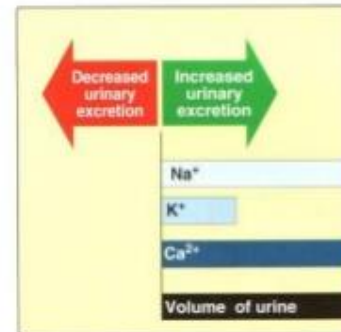 Decreased
urinary
excretion
Increased
urinary
excretion
Na⁺
K⁺
Ca²⁺
Volume of urine